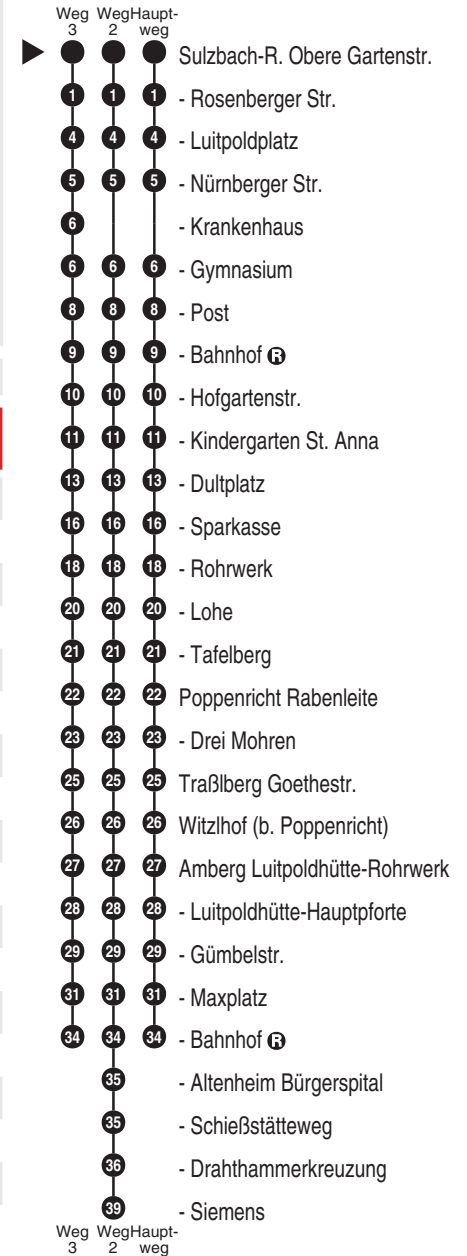 Weg WegHaupt-
3 2 weg
Sulzbach-R. Obere Gartenstr.
1 1 1 - Rosenberger Str.
4 4 4 - Luitpoldplatz
5 5 5 - Nürnberger Str.
6 - Krankenhaus
6 6 6 - Gymnasium
8 8 8 - Post
9 9 9 - Bahnhof R
10 10 10 - Hofgartenstr.
11 11 11 - Kindergarten St. Anna
13 13 13 - Dultplatz
16 16 16 - Sparkasse
18 18 18 - Rohrwerk
20 20 20 - Lohe
21 21 21 - Tafelberg
22 22 22 Poppenricht Rabenleite
23 23 23 - Drei Mohren
25 25 25 Traßlberg Goethestr.
26 26 26 Witzlhof (b. Poppenricht)
27 27 27 Amberg Luitpoldhütte-Rohrwerk
28 28 28 - Luitpoldhütte-Hauptpforte
29 29 29 - Gümbelstr.
31 31 31 - Maxplatz
34 34 34 - Bahnhof R
35 - Altenheim Bürgerspital
35 - Schießstätteweg
36 - Drahthammerkreuzung
39 - Siemens
Weg WegHaupt-
3 2 weg